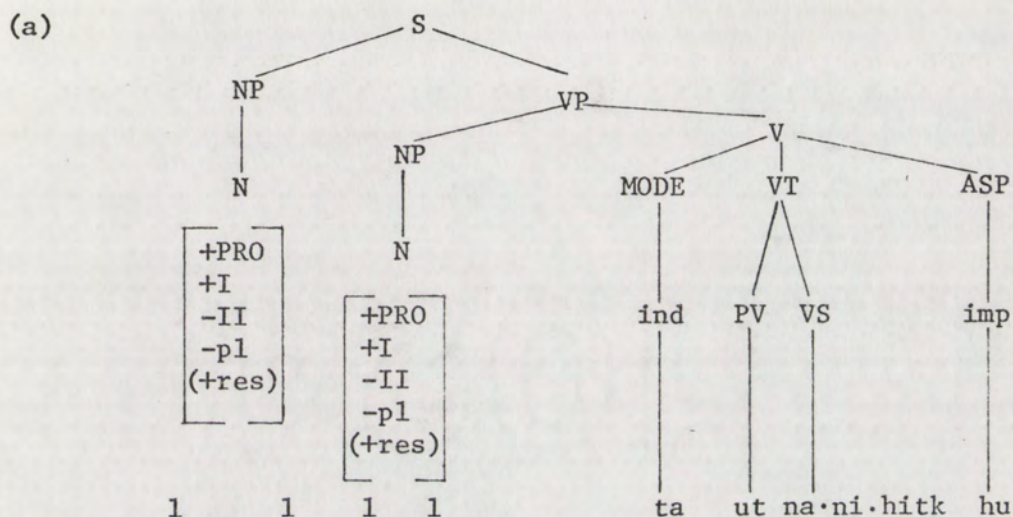 (a)
S
NP VP
NP V
N MODE VT ASP
+PRO N
+I
-II +PRO ind PV VS imp
-pl +I
(+res) -II
-pl
(+res)
1 1 1 1 ta ut na·ni·hitk hu